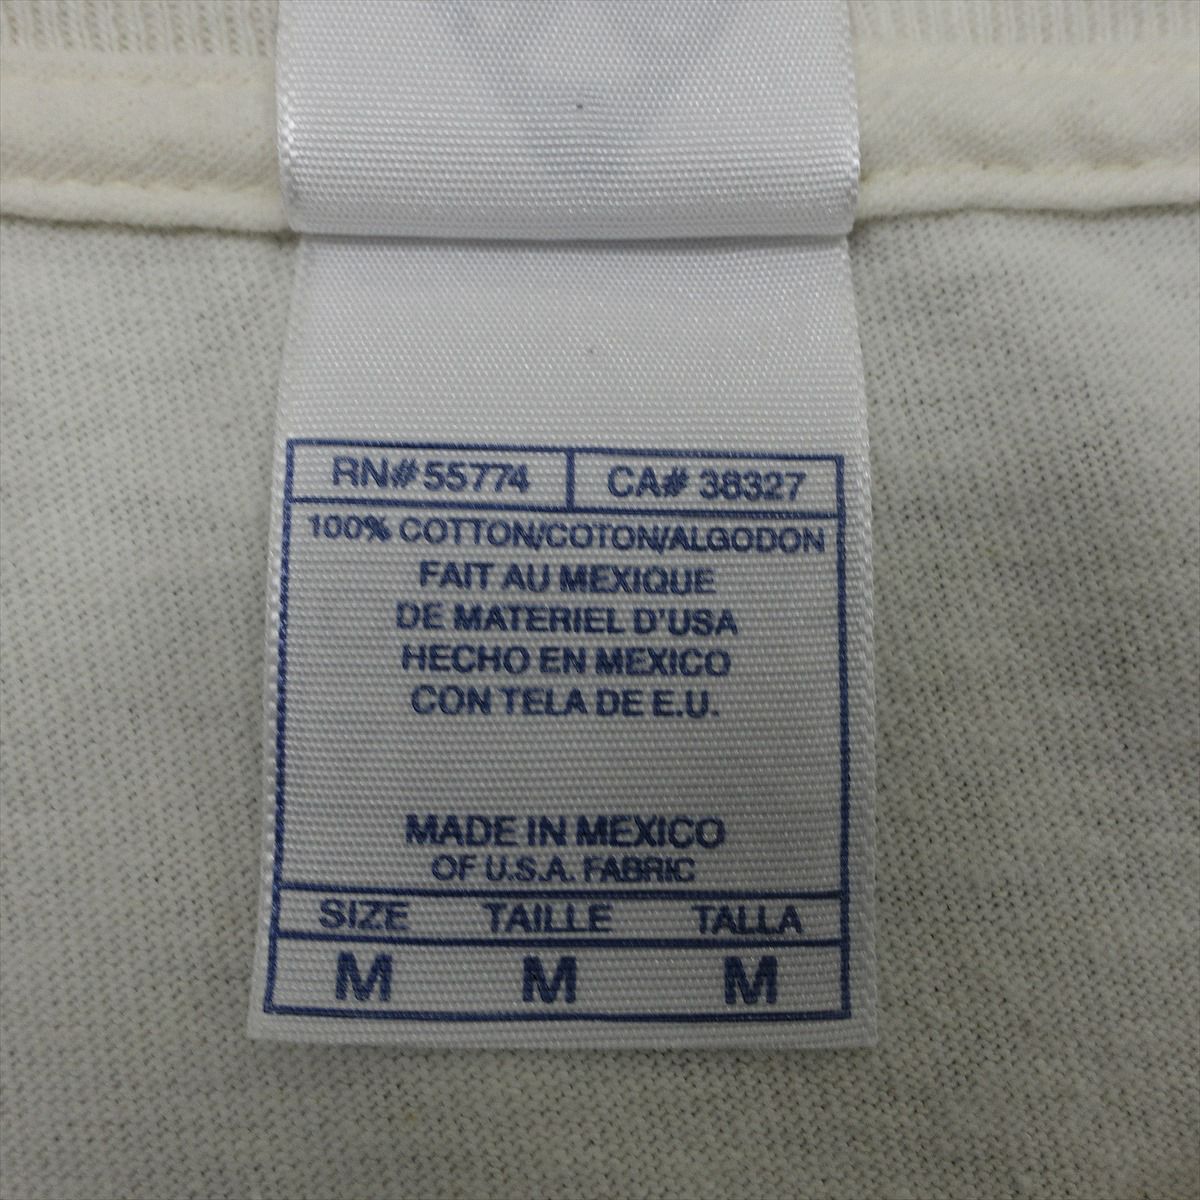 RN# 55774 CA# 38327
100% COTTON/COTON/ALGODON
FAIT AU MEXIQUE
DE MATERIEL D'USA
HECHO EN MEXICO
CON TELA DE E.U.
MADE IN MEXICO
OF U.S.A. FABRIC
SIZE TAILLE TALLA
M M M